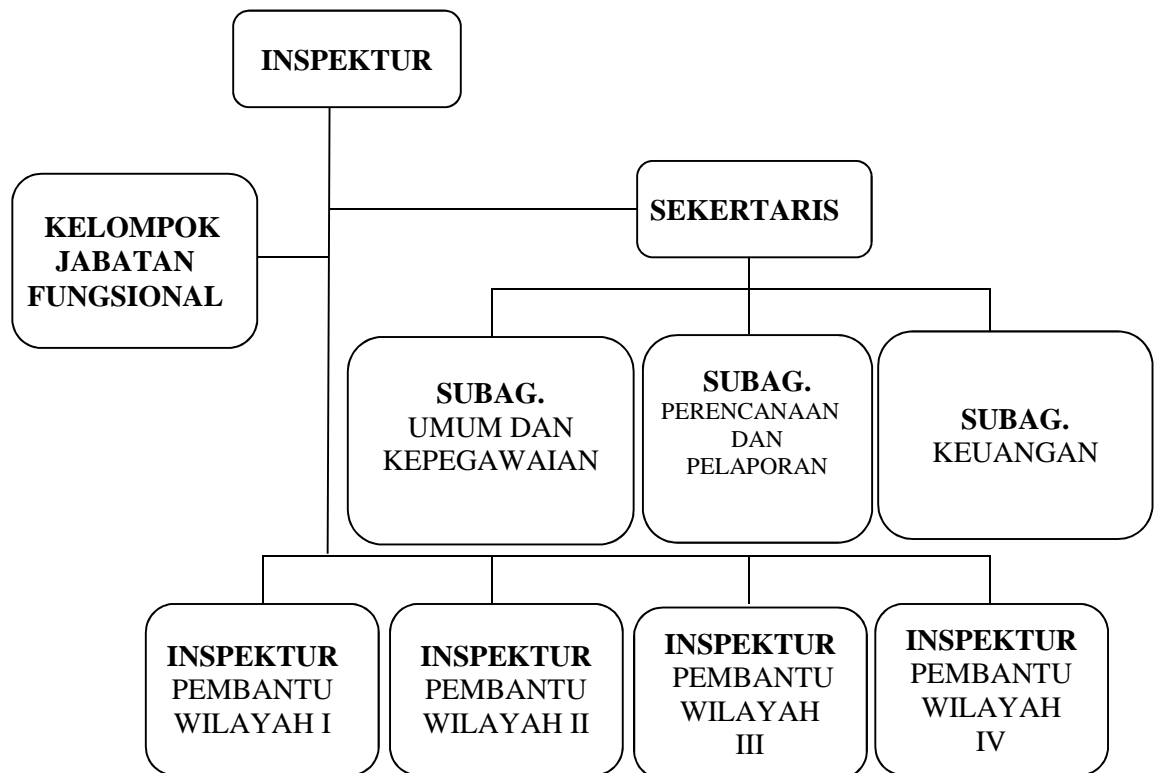 INSPEKTUR
SEKERTARIS
KELOMPOK
JABATAN
FUNGSIONAL
SUBAG.
UMUM DAN
KEPEGAWAIAN
SUBAG.
PERENCANAAN
DAN
PELAPORAN
SUBAG.
KEUANGAN
INSPEKTUR
PEMBANTU
WILAYAH I
INSPEKTUR
PEMBANTU
WILAYAH II
INSPEKTUR
PEMBANTU
WILAYAH
III
INSPEKTUR
PEMBANTU
WILAYAH
IV